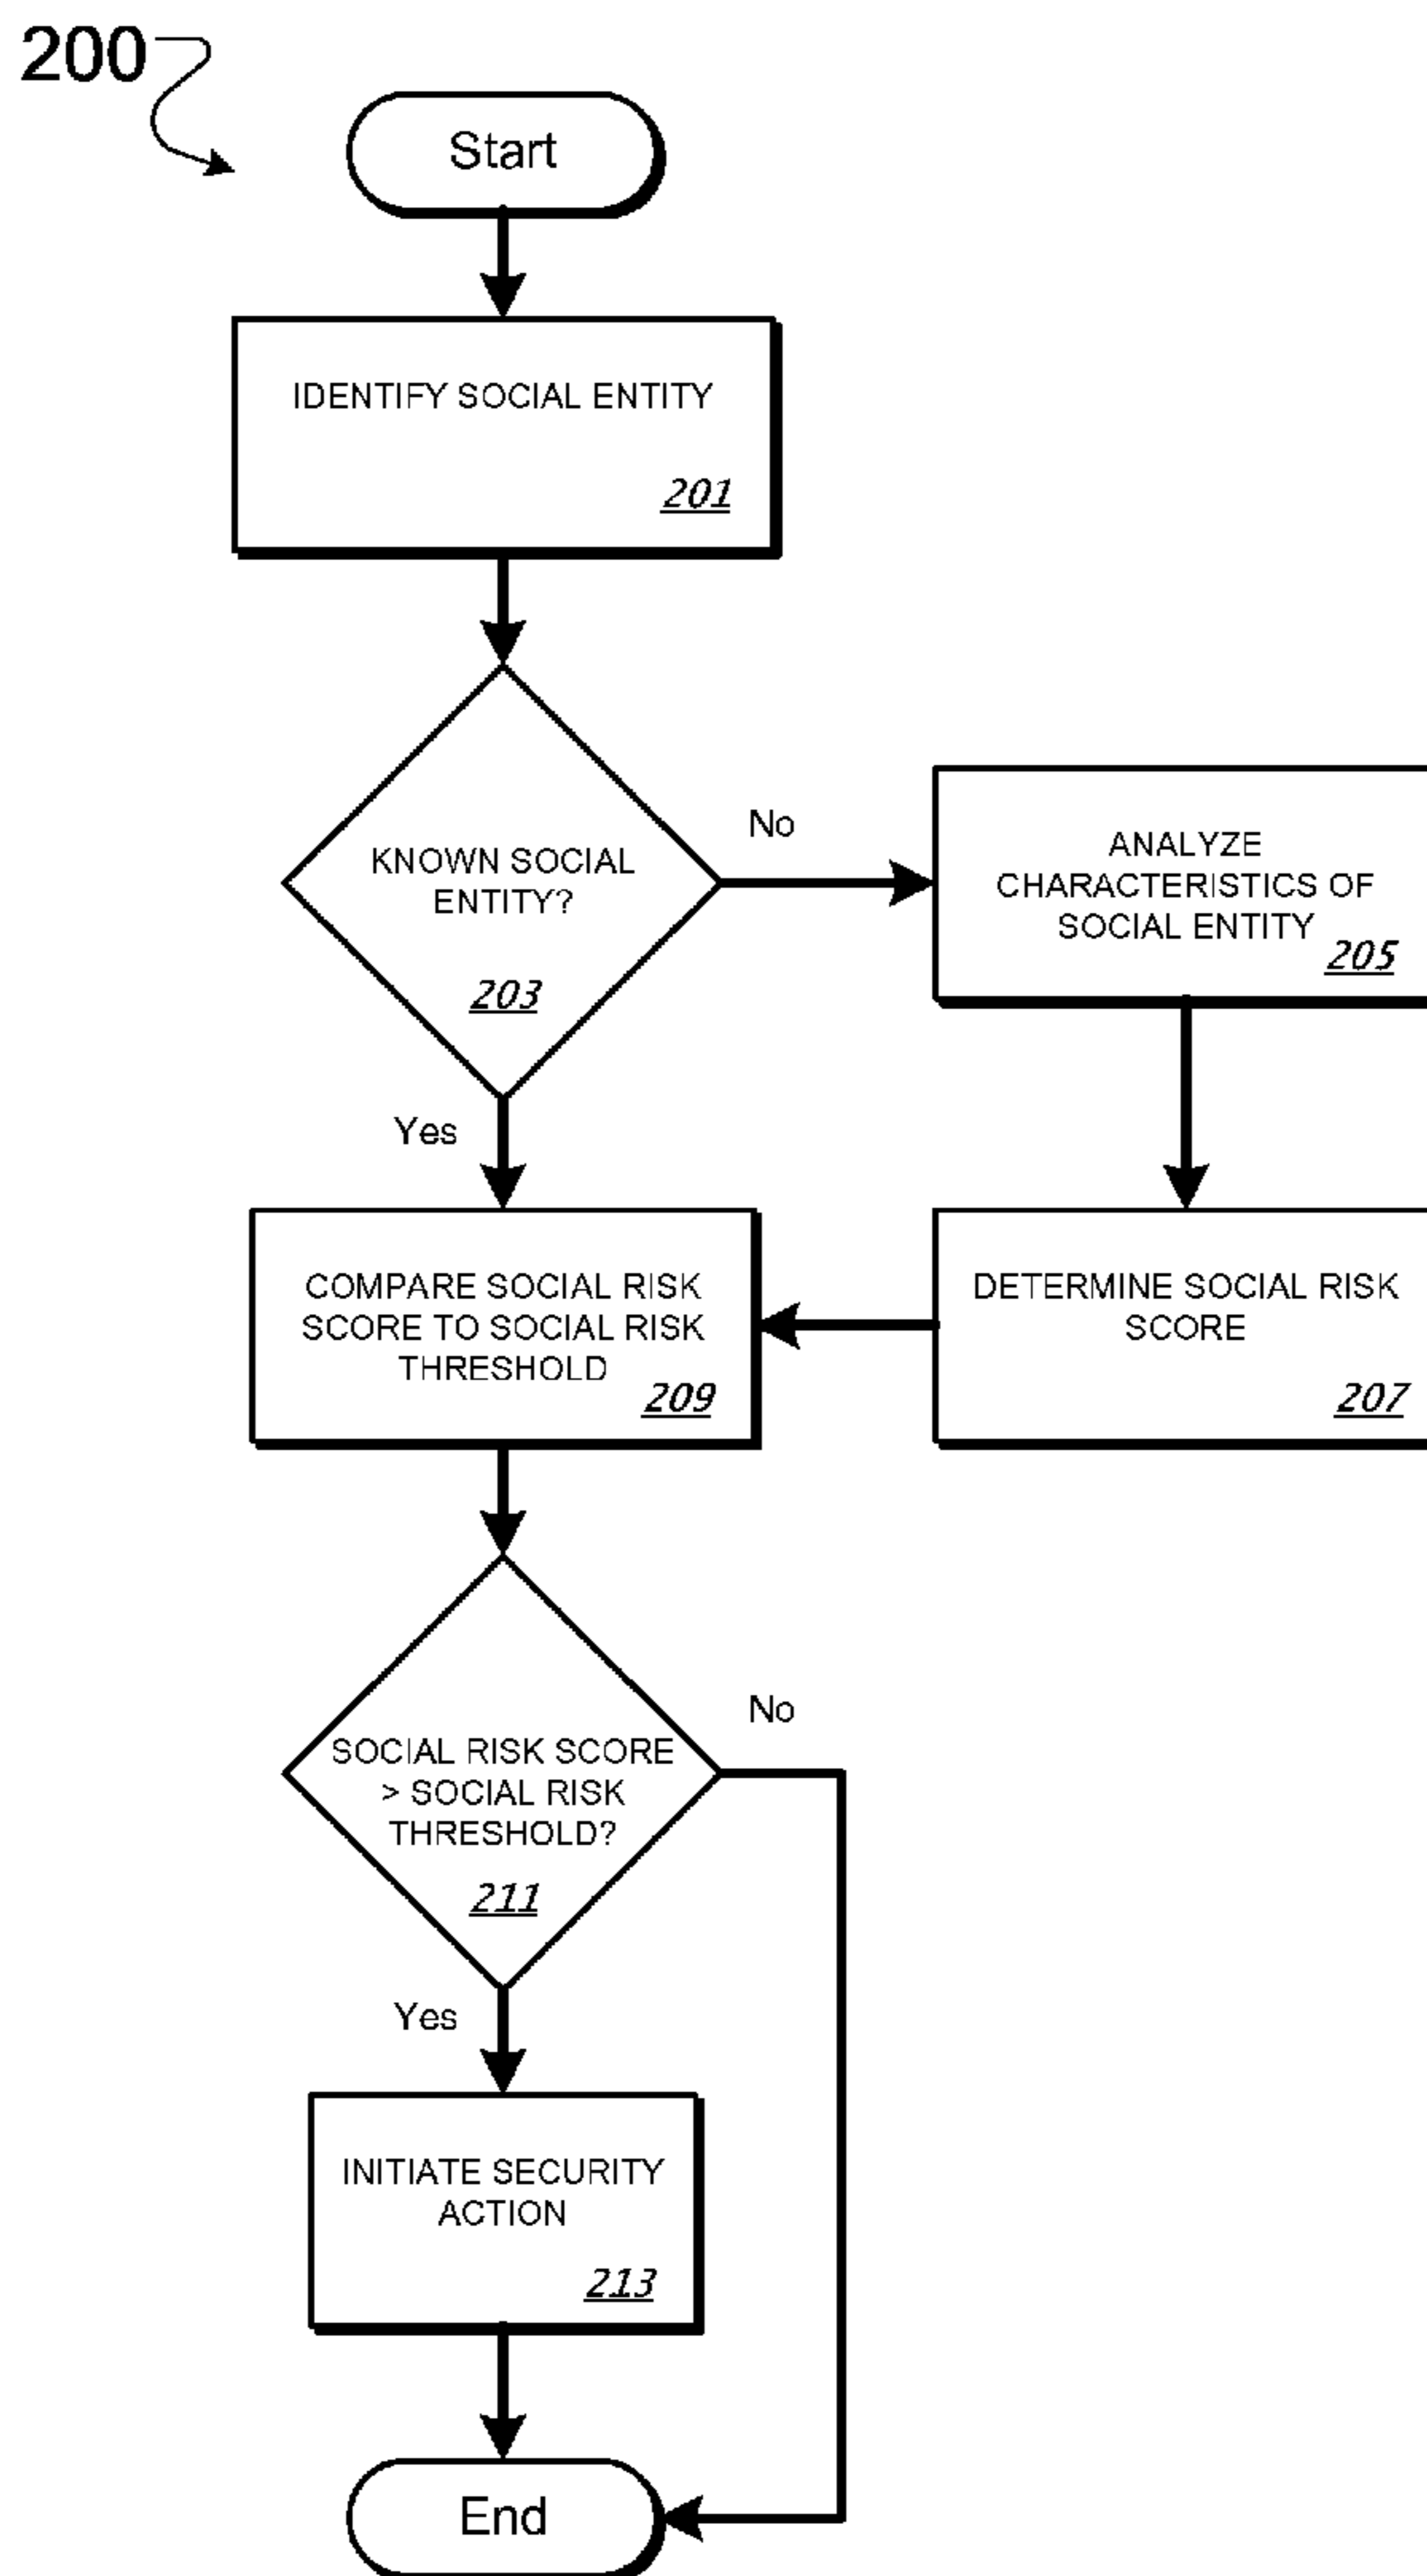 200
Start
IDENTIFY SOCIAL ENTITY
201
KNOWN SOCIAL
ENTITY?
203
No
ANALYZE
CHARACTERISTICS OF
SOCIAL ENTITY
205
Yes
COMPARE SOCIAL RISK
SCORE TO SOCIAL RISK
THRESHOLD
209
DETERMINE SOCIAL RISK
SCORE
207
SOCIAL RISK SCORE
> SOCIAL RISK
THRESHOLD?
211
No
Yes
INITIATE SECURITY
ACTION
213
End